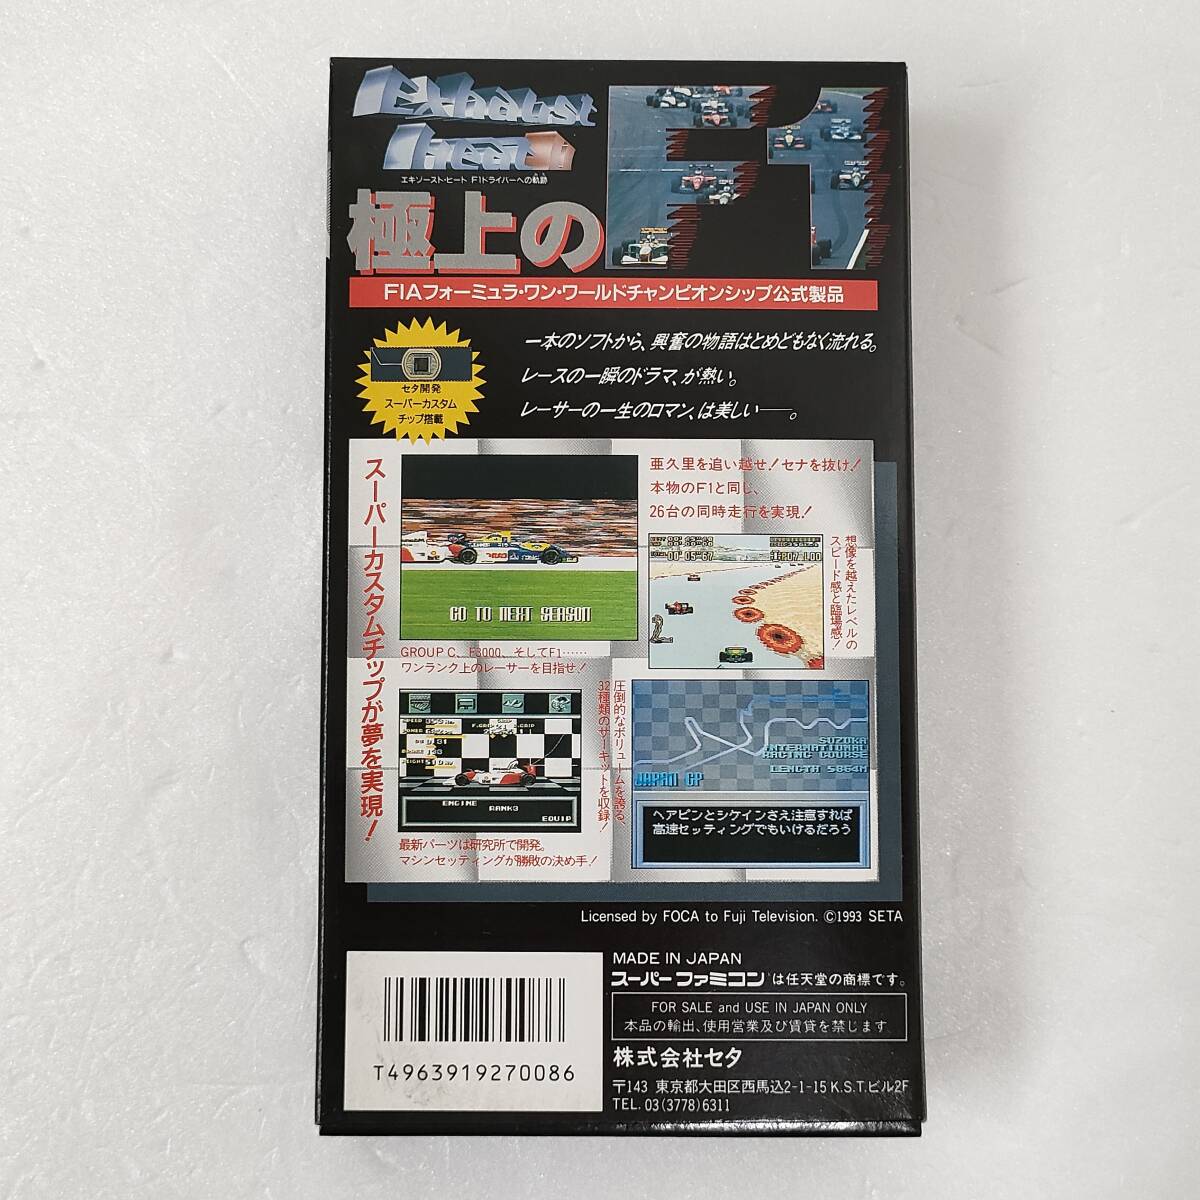 Exhaust
Heat II
エキゾースト・ヒート F1ドライバーへの軌跡
極上の
F1
FIAフォーミュラ・ワン・ワールドチャンピオンシップ公式製品
セタ開発
スーパーカスタム
チップ搭載
一本のソフトから、興奮の物語はとめどもなく流れる。
レースの一瞬のドラマ、が熱い。
レーサーの一生のロマン、は美しい──。
スーパーカスタムチップが夢を実現!
GO TO NEXT SEASON
GROUP C、F3000、そしてF1……
ワンランク上のレーサーを目指せ!
亜久里を追い越せ!セナを抜け!
本物のF1と同じ、
26台の同時走行を実現!
想像を越えたレベルの
スピード感と臨場感!
ENGINE
RANK3
EQUIP
最新パーツは研究所で開発。
マシンセッティングが勝敗の決め手!
圧倒的なボリュームを誇る、
32種類のサーキットを収録!
SUZUKA
INTERNATIONAL
RACING COURSE
LENGTH 5864M
JAPAN GP
ヘアピンとシケインさえ注意すれば
高速セッティングでもいけるだろう
Licensed by FOCA to Fuji Television. ©1993 SETA
MADE IN JAPAN
スーパーファミコンは任天堂の商標です。
FOR SALE and USE IN JAPAN ONLY
本品の輸出、使用営業及び賃貸を禁じます
株式会社セタ
〒143 東京都大田区西馬込2-1-15 K.S.T.ビル2F
TEL. 03(3778)6311
T4963919270086